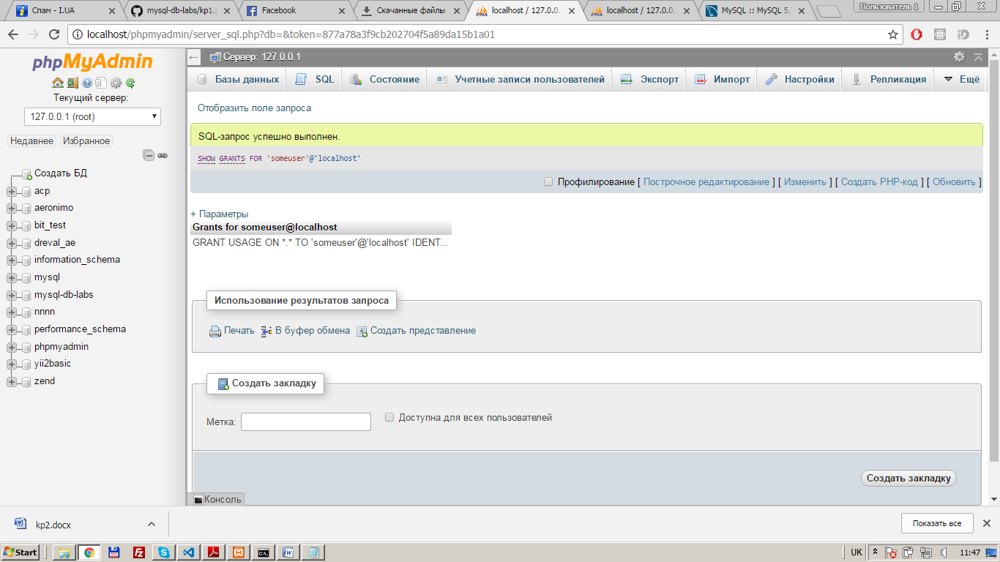 Спам - I.UA
mysql-db-labs/kp1.p
Facebook
Скачанные файлы
localhost / 127.0.0.
localhost / 127.0.0.
MySQL :: MySQL 5.
Пользователь 1
localhost/phpmyadmin/server_sql.php?db=&token=877a78a3f9cb202704f5a89da15b1a01
phpMyAdmin
Текущий сервер:
127.0.0.1 (root)
Недавнее Избранное
Создать БД
acp
aeronimo
bit_test
dreval_ae
information_schema
mysql
mysql-db-labs
nnnn
performance_schema
phpmyadmin
yii2basic
zend
Сервер: 127.0.0.1
Базы данных SQL Состояние Учетные записи пользователей Экспорт Импорт Настройки Репликация Ещё
Отобразить поле запроса
SQL-запрос успешно выполнен.
SHOW GRANTS FOR 'someuser'@'localhost'
Профилирование [ Построчное редактирование ] [ Изменить ] [ Создать PHP-код ] [ Обновить ]
+ Параметры
Grants for someuser@localhost
GRANT USAGE ON *.* TO 'someuser'@'localhost' IDENT...
Использование результатов запроса
Печать В буфер обмена Создать представление
Создать закладку
Метка: Доступна для всех пользователей
Создать закладку
Консоль
kp2.docx
Показать все
Start
UK
11:47